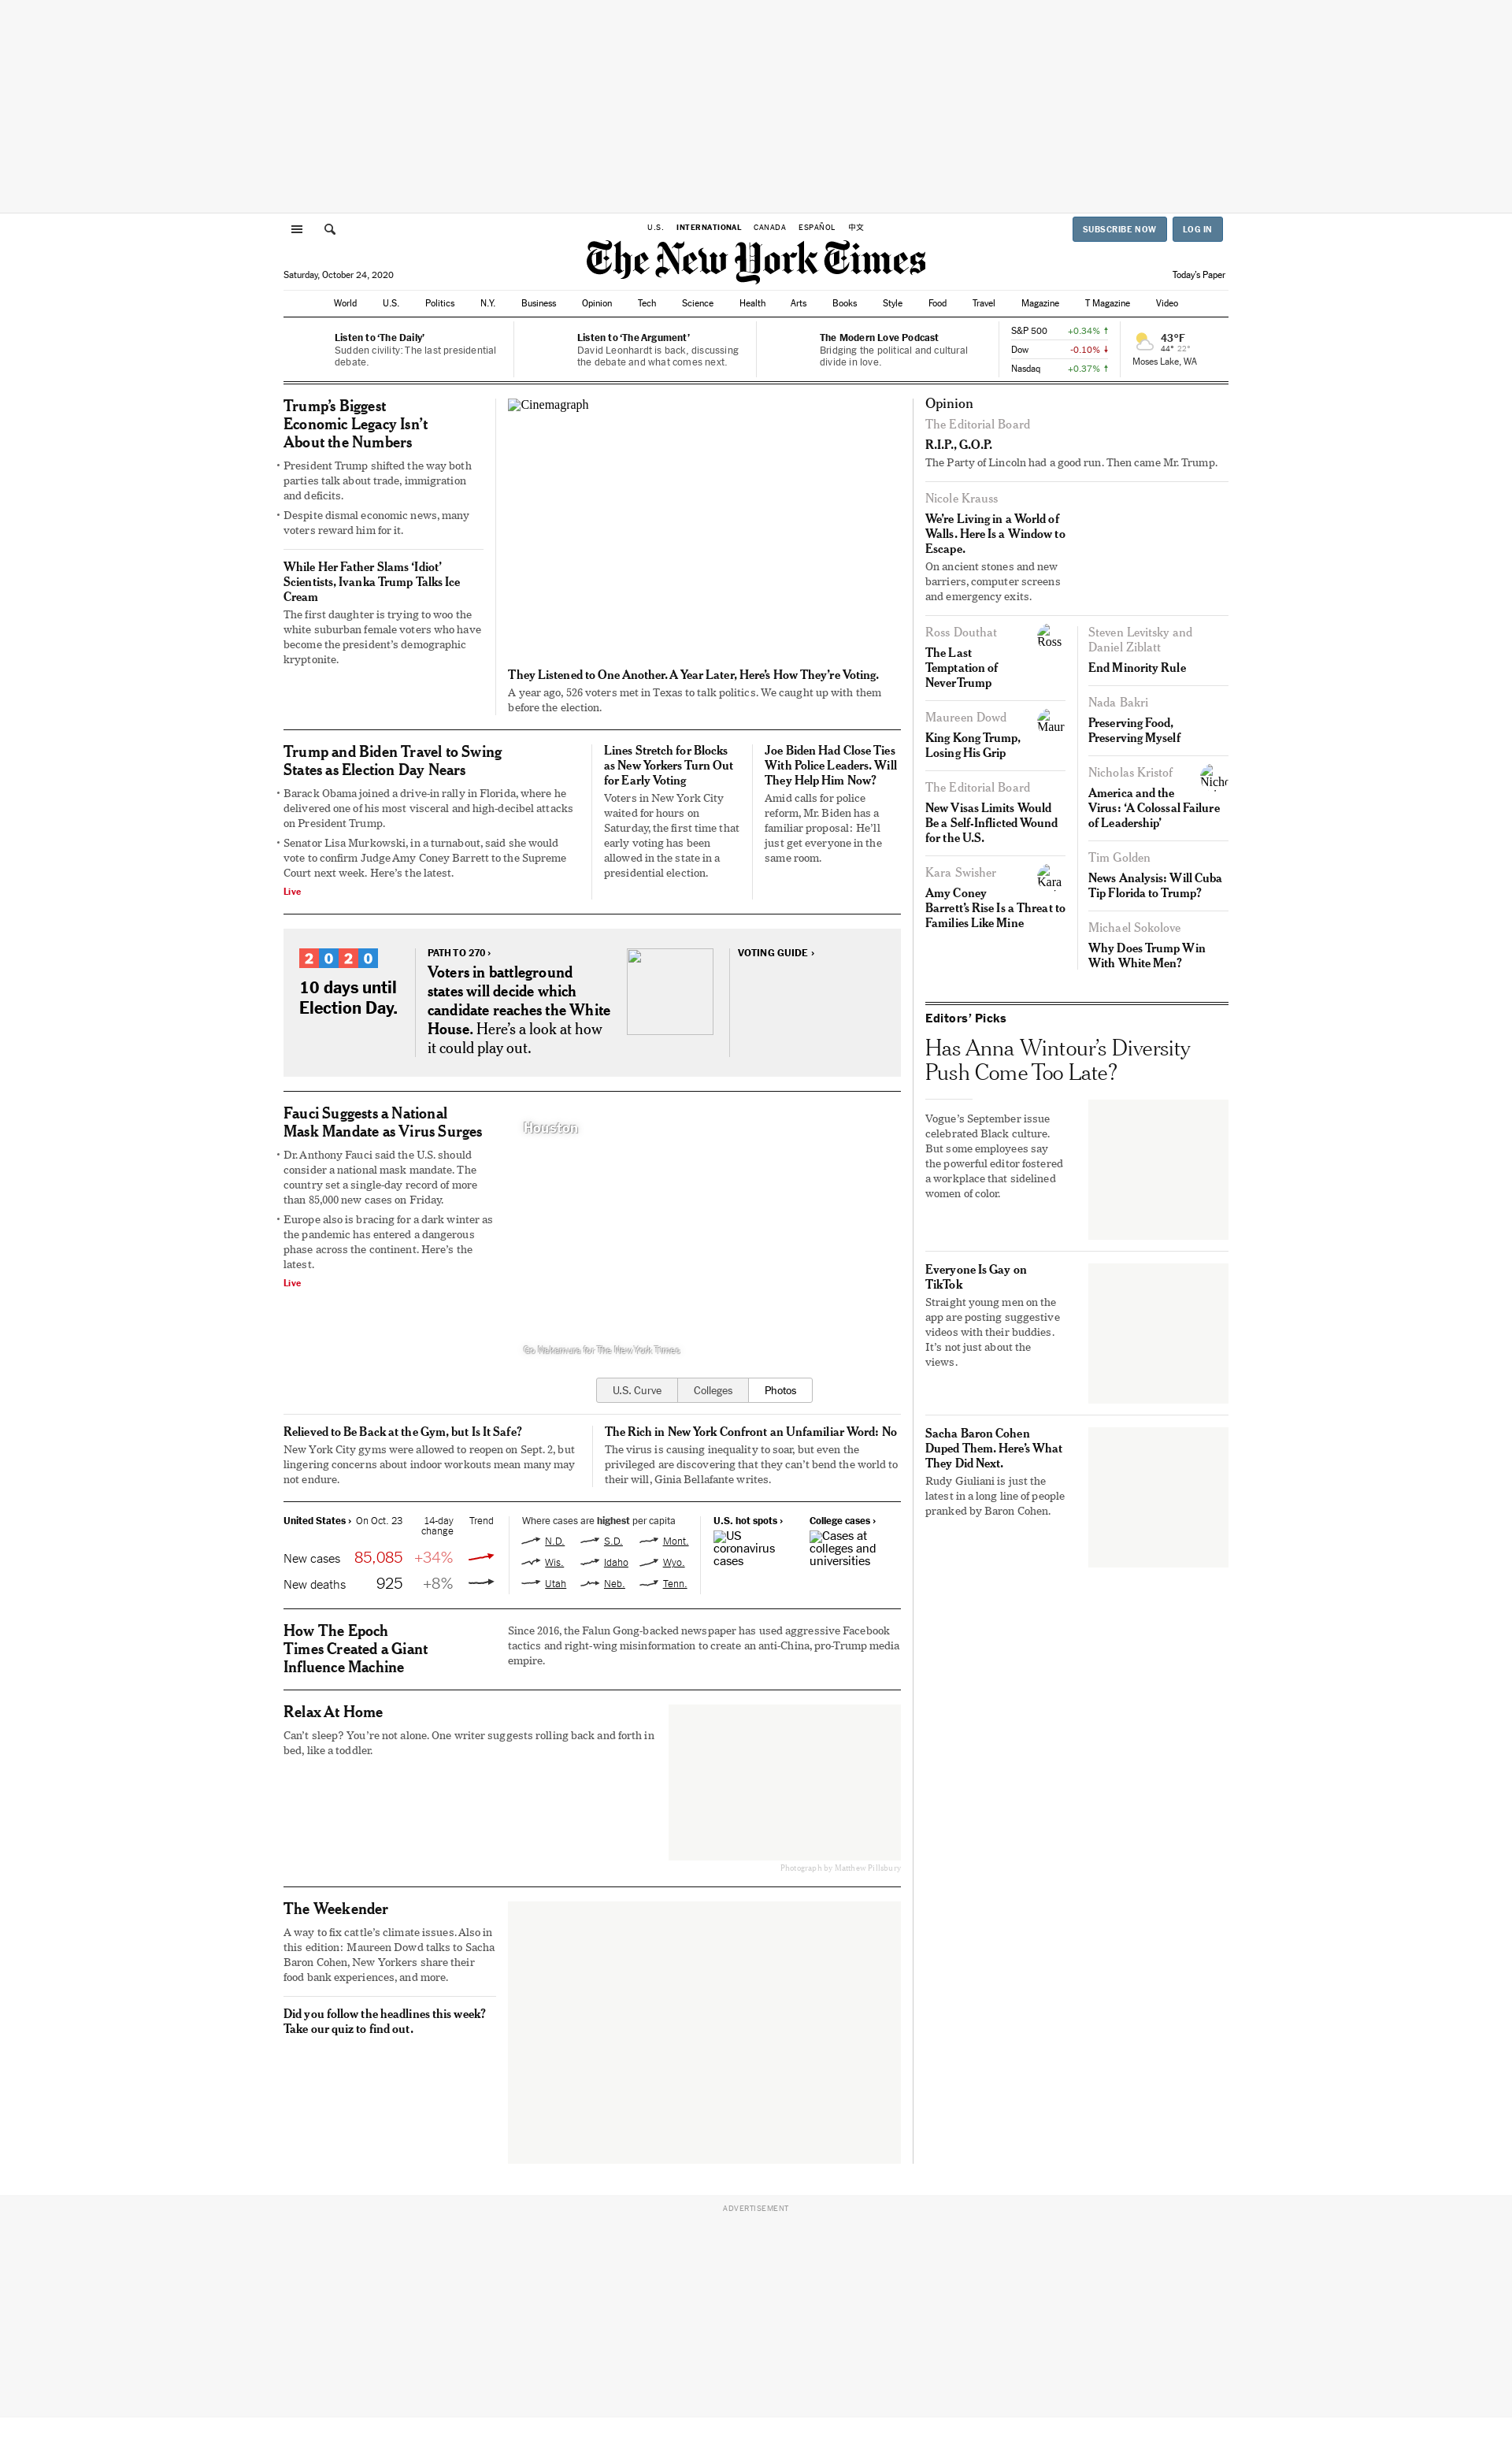 U.S. INTERNATIONAL CANADA ESPAÑOL 中文
SUBSCRIBE NOW LOG IN
The New York Times
Saturday, October 24, 2020
Today's Paper
World U.S. Politics N.Y. Business Opinion Tech Science Health Arts Books Style Food Travel Magazine T Magazine Video
Listen to ‘The Daily’
Sudden civility: The last presidential
debate.
Listen to ‘The Argument’
David Leonhardt is back, discussing
the debate and what comes next.
The Modern Love Podcast
Bridging the political and cultural
divide in love.
S&P 500 +0.34% ↑
Dow -0.10% ↓
Nasdaq +0.37% ↑
43°F
44° 22°
Moses Lake, WA
Trump’s Biggest
Economic Legacy Isn’t
About the Numbers
• President Trump shifted the way both
parties talk about trade, immigration
and deficits.
• Despite dismal economic news, many
voters reward him for it.
While Her Father Slams ‘Idiot’
Scientists, Ivanka Trump Talks Ice
Cream
The first daughter is trying to woo the
white suburban female voters who have
become the president’s demographic
kryptonite.
Cinemagraph
They Listened to One Another. A Year Later, Here’s How They’re Voting.
A year ago, 526 voters met in Texas to talk politics. We caught up with them
before the election.
Trump and Biden Travel to Swing
States as Election Day Nears
• Barack Obama joined a drive-in rally in Florida, where he
delivered one of his most visceral and high-decibel attacks
on President Trump.
• Senator Lisa Murkowski, in a turnabout, said she would
vote to confirm Judge Amy Coney Barrett to the Supreme
Court next week. Here’s the latest.
Live
Lines Stretch for Blocks
as New Yorkers Turn Out
for Early Voting
Voters in New York City
waited for hours on
Saturday, the first time that
early voting has been
allowed in the state in a
presidential election.
Joe Biden Had Close Ties
With Police Leaders. Will
They Help Him Now?
Amid calls for police
reform, Mr. Biden has a
familiar proposal: He’ll
just get everyone in the
same room.
2020
10 days until
Election Day.
PATH TO 270 ›
Voters in battleground
states will decide which
candidate reaches the White
House. Here’s a look at how
it could play out.
VOTING GUIDE ›
Fauci Suggests a National
Mask Mandate as Virus Surges
• Dr. Anthony Fauci said the U.S. should
consider a national mask mandate. The
country set a single-day record of more
than 85,000 new cases on Friday.
• Europe also is bracing for a dark winter as
the pandemic has entered a dangerous
phase across the continent. Here’s the
latest.
Live
Houston
Go Nakamura for The New York Times
U.S. Curve Colleges Photos
Relieved to Be Back at the Gym, but Is It Safe?
New York City gyms were allowed to reopen on Sept. 2, but
lingering concerns about indoor workouts mean many may
not endure.
The Rich in New York Confront an Unfamiliar Word: No
The virus is causing inequality to soar, but even the
privileged are discovering that they can’t bend the world to
their will, Ginia Bellafante writes.
United States › On Oct. 23 14-day
change Trend
New cases 85,085 +34%
New deaths 925 +8%
Where cases are highest per capita
N.D. S.D. Mont.
Wis. Idaho Wyo.
Utah Neb. Tenn.
U.S. hot spots ›
US
coronavirus
cases
College cases ›
Cases at
colleges and
universities
How The Epoch
Times Created a Giant
Influence Machine
Since 2016, the Falun Gong-backed newspaper has used aggressive Facebook
tactics and right-wing misinformation to create an anti-China, pro-Trump media
empire.
Relax At Home
Can’t sleep? You’re not alone. One writer suggests rolling back and forth in
bed, like a toddler.
Photograph by Matthew Pillsbury
The Weekender
A way to fix cattle’s climate issues. Also in
this edition: Maureen Dowd talks to Sacha
Baron Cohen, New Yorkers share their
food bank experiences, and more.
Did you follow the headlines this week?
Take our quiz to find out.
Opinion
The Editorial Board
R.I.P., G.O.P.
The Party of Lincoln had a good run. Then came Mr. Trump.
Nicole Krauss
We’re Living in a World of
Walls. Here Is a Window to
Escape.
On ancient stones and new
barriers, computer screens
and emergency exits.
Ross Douthat
Ross
The Last
Temptation of
NeverTrump
Maureen Dowd
Maur
King Kong Trump,
Losing His Grip
The Editorial Board
New Visas Limits Would
Be a Self-Inflicted Wound
for the U.S.
Kara Swisher
Kara
Amy Coney
Barrett’s Rise Is a Threat to
Families Like Mine
Steven Levitsky and
Daniel Ziblatt
End Minority Rule
Nada Bakri
Preserving Food,
Preserving Myself
Nicholas Kristof
Nicho
America and the
Virus: ‘A Colossal Failure
of Leadership’
Tim Golden
News Analysis: Will Cuba
Tip Florida to Trump?
Michael Sokolove
Why Does Trump Win
With White Men?
Editors’ Picks
Has Anna Wintour’s Diversity
Push Come Too Late?
Vogue’s September issue
celebrated Black culture.
But some employees say
the powerful editor fostered
a workplace that sidelined
women of color.
Everyone Is Gay on
TikTok
Straight young men on the
app are posting suggestive
videos with their buddies.
It’s not just about the
views.
Sacha Baron Cohen
Duped Them. Here’s What
They Did Next.
Rudy Giuliani is just the
latest in a long line of people
pranked by Baron Cohen.
ADVERTISEMENT